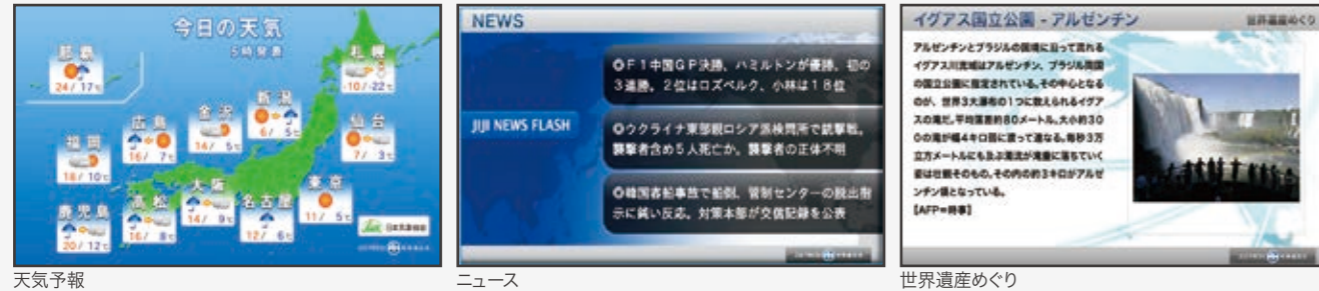 今日の天気
5時発表
那覇
24/ 17℃
札幌
-10/-22℃
新潟
6/ 5℃
金沢
14/ 5℃
仙台
7/ 3℃
広島
16/ 7℃
福岡
18/ 10℃
東京
11/ 5℃
大阪
14/ 9℃
名古屋
12/ 6℃
高松
16/ 8℃
鹿児島
20/ 12℃
日本気象協会
天気予報
NEWS
JIJI NEWS FLASH
◎F1中国GP決勝、ハミルトンが優勝、初の
3連勝。2位はロズベルク、小林は18位
◎ウクライナ東部親ロシア派検問所で銃撃戦。
襲撃者含め5人死亡か。襲撃者の正体不明
◎韓国客船事故で船側、管制センターの脱出指
示に鈍い反応。対策本部が交信記録を公表
ニュース
イグアス国立公園 - アルゼンチン
世界遺産めぐり
アルゼンチンとブラジルの国境に沿って流れる
イグアス川流域はアルゼンチン、ブラジル両国
の国立公園に指定されている。その中心となる
のが、世界3大瀑布の1つに数えられるイグア
スの滝だ。平均落差約80メートル、大小約30
0の滝が幅4キロ超に渡って連なる。毎秒3万
立方メートルにも及ぶ濁流が滝壷に落ちていく
姿は壮観そのもの。その内の約3キロがアルゼ
ンチン領となっている。
【AFP=時事】
世界遺産めぐり